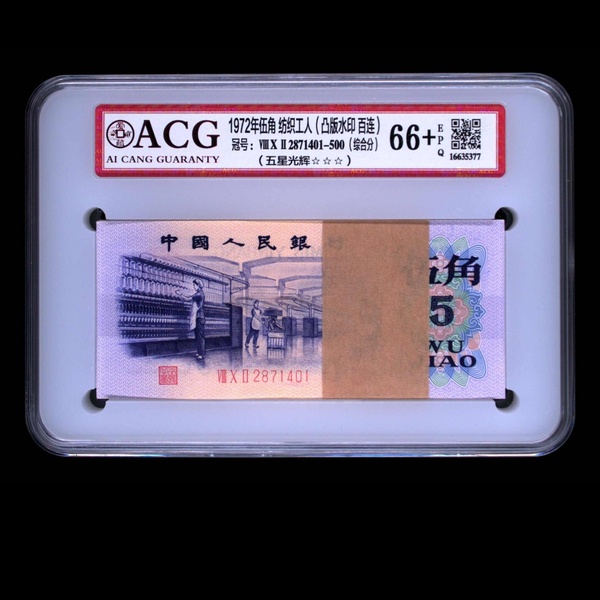 ACG
AI CANG GUARANTY
1972年伍角 纺织工人（凸版水印 百连）
冠号：ⅧⅩⅡ2871401-500（综合分）
（五星光辉☆☆☆）
66+
EPQ
16635377
中國人民銀
伍角
5
WU
IAO
ⅧⅩⅡ2871401